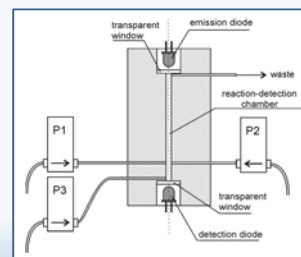 transparent
window
emission diode
waste
reaction-detection
chamber
P1
P2
P3
transparent
window
detection diode